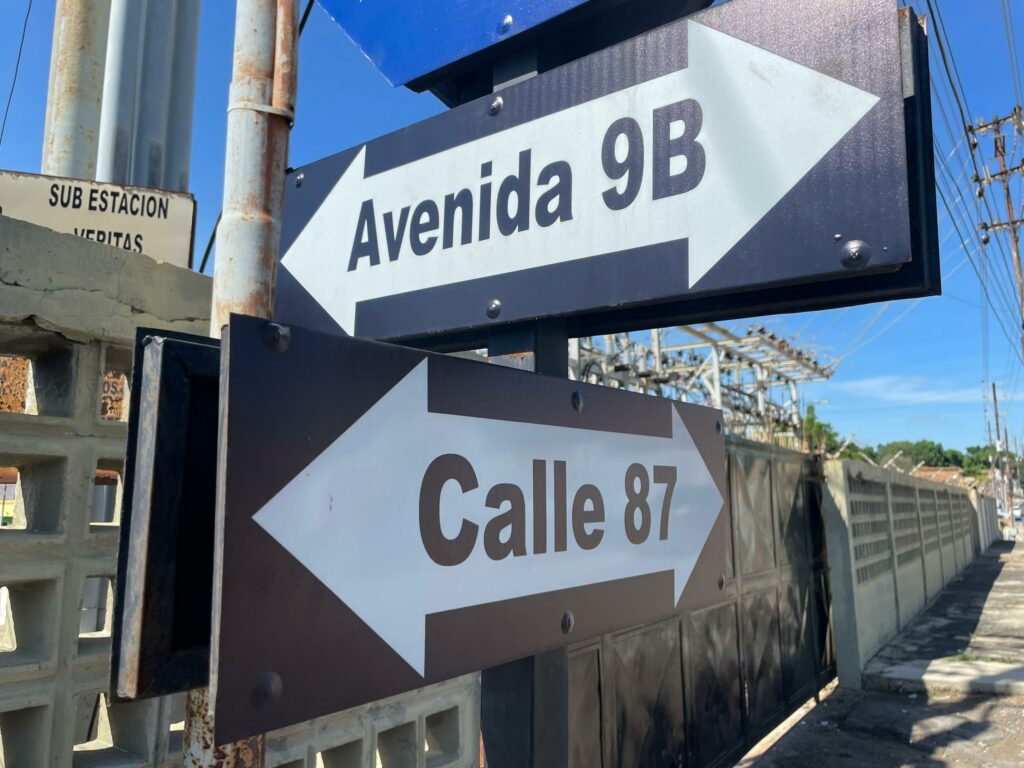 Avenida 9B
SUB ESTACION
VERITAS
Calle 87